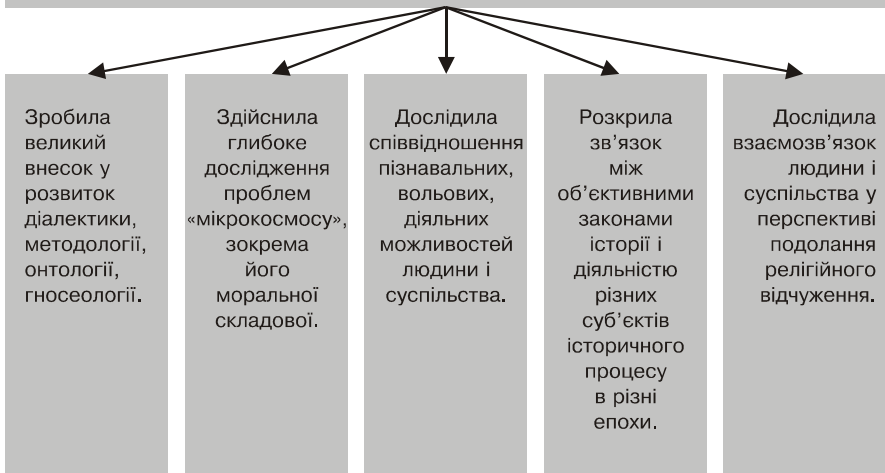 Зробила
великий
внесок у
розвиток
діалектики,
методології,
онтології,
гносеології.
Здійснила
глибоке
дослідження
проблем
«мікрокосмосу»,
зокрема
його
моральної
складової.
Дослідила
співвідношення
пізнавальних,
вольових,
діяльних
можливостей
людини і
суспільства.
Розкрила
зв’язок
між
об’єктивними
законами
історії і
діяльністю
різних
суб’єктів
історичного
процесу
в різні
епохи.
Дослідила
взаємозв’язок
людини і
суспільства у
перспективі
подолання
релігійного
відчуження.